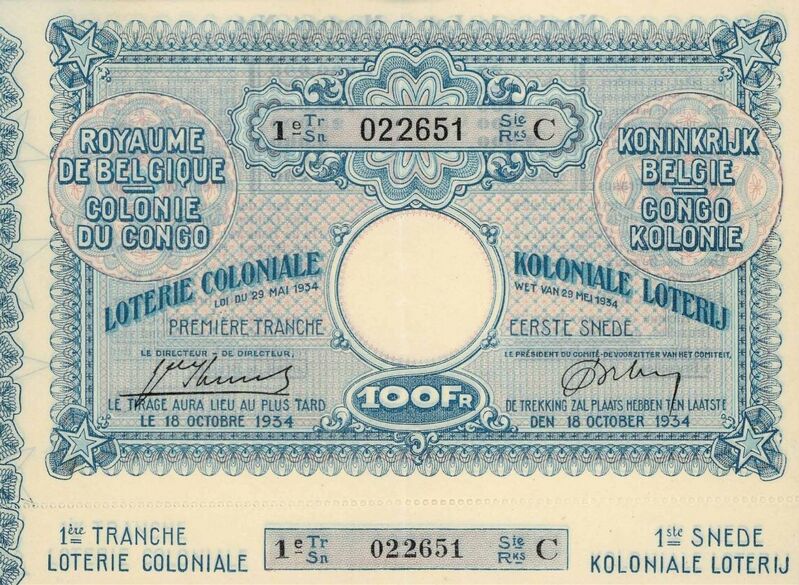 1e Tr Sn 022651 Sie Rks C
ROYAUME
DE BELGIQUE
COLONIE
DU CONGO
KONINKRIJK
BELGIE
CONGO
KOLONIE
LOTERIE COLONIALE
LOI DU 29 MAI 1934
PREMIÈRE TRANCHE
KOLONIALE LOTERIJ
WET VAN 29 MEI 1934
EERSTE SNEDE
LE DIRECTEUR - DE DIRECTEUR,
LE TIRAGE AURA LIEU AU PLUS TARD
LE 18 OCTOBRE 1934
100FR
LE PRÉSIDENT DU COMITÉ-DE VOORZITTER VAN HET COMITEIT,
DE TREKKING ZAL PLAATS HEBBEN TEN LAATSTE
DEN 18 OCTOBER 1934
1ère TRANCHE
LOTERIE COLONIALE
1e Tr Sn 022651 Sie Rks C
1ste SNEDE
KOLONIALE LOTERIJ